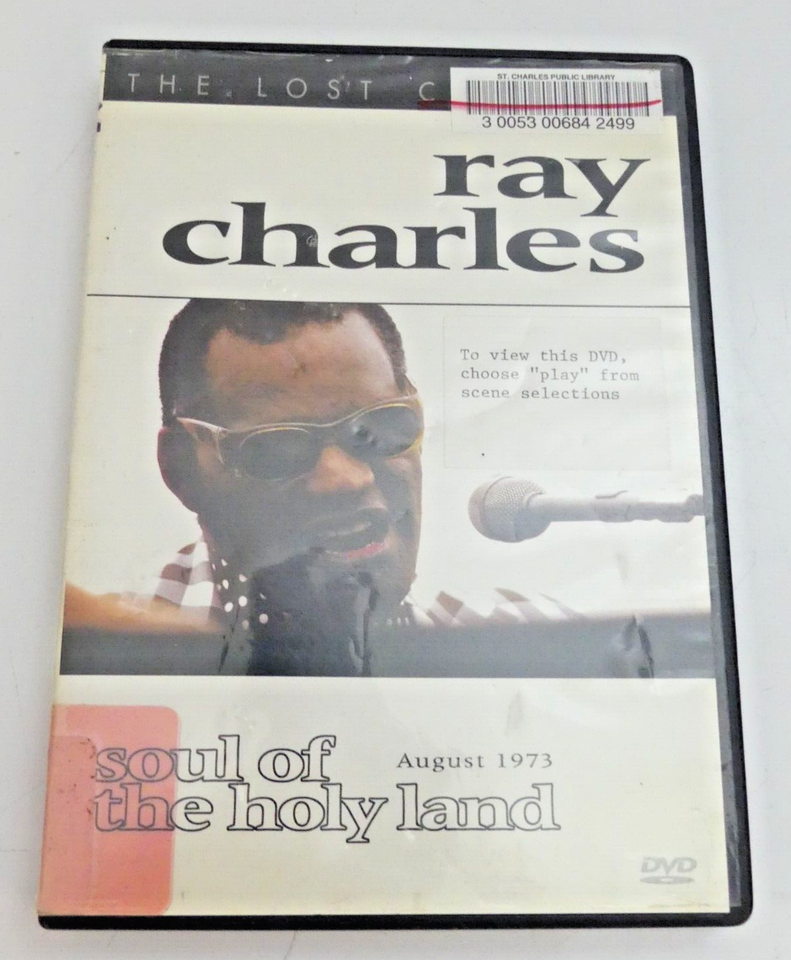 THE LOST C
ST. CHARLES PUBLIC LIBRARY
3 0053 00684 2499
ray
charles
To view this DVD,
choose "play" from
scene selections
soul of
August 1973
the holy land
DVD